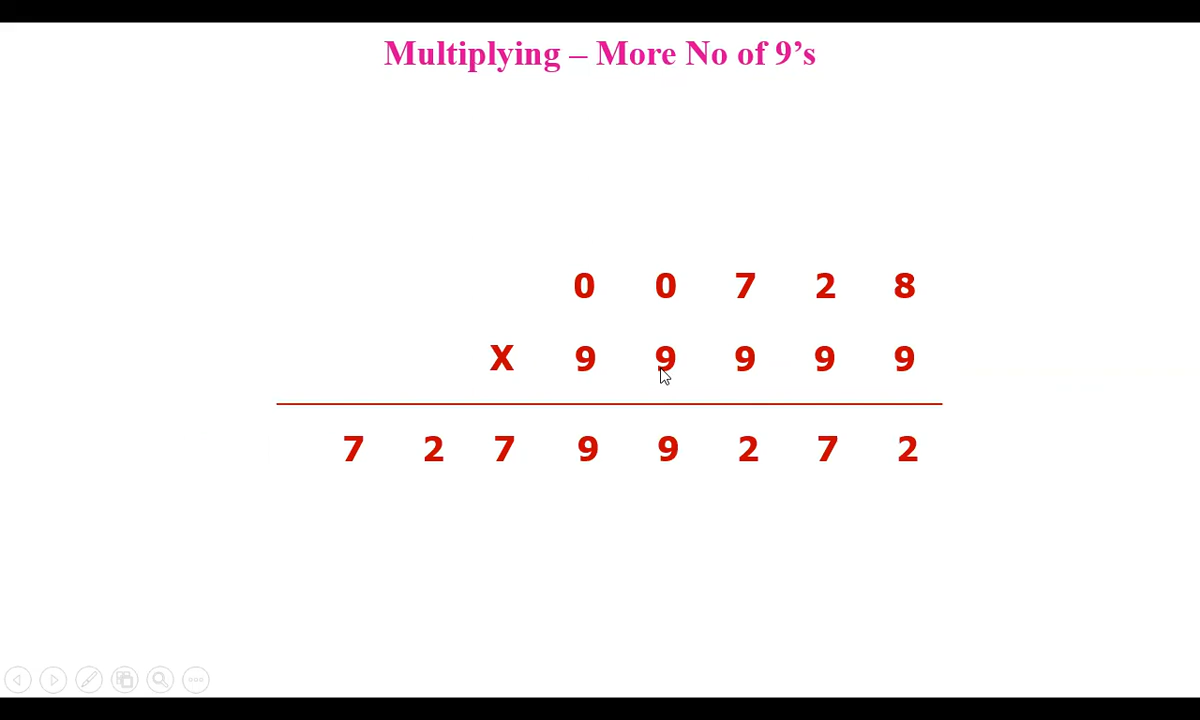 Multiplying – More No of 9’s
0 0 7 2 8
X 9 9 9 9 9
7 2 7 9 9 2 7 2